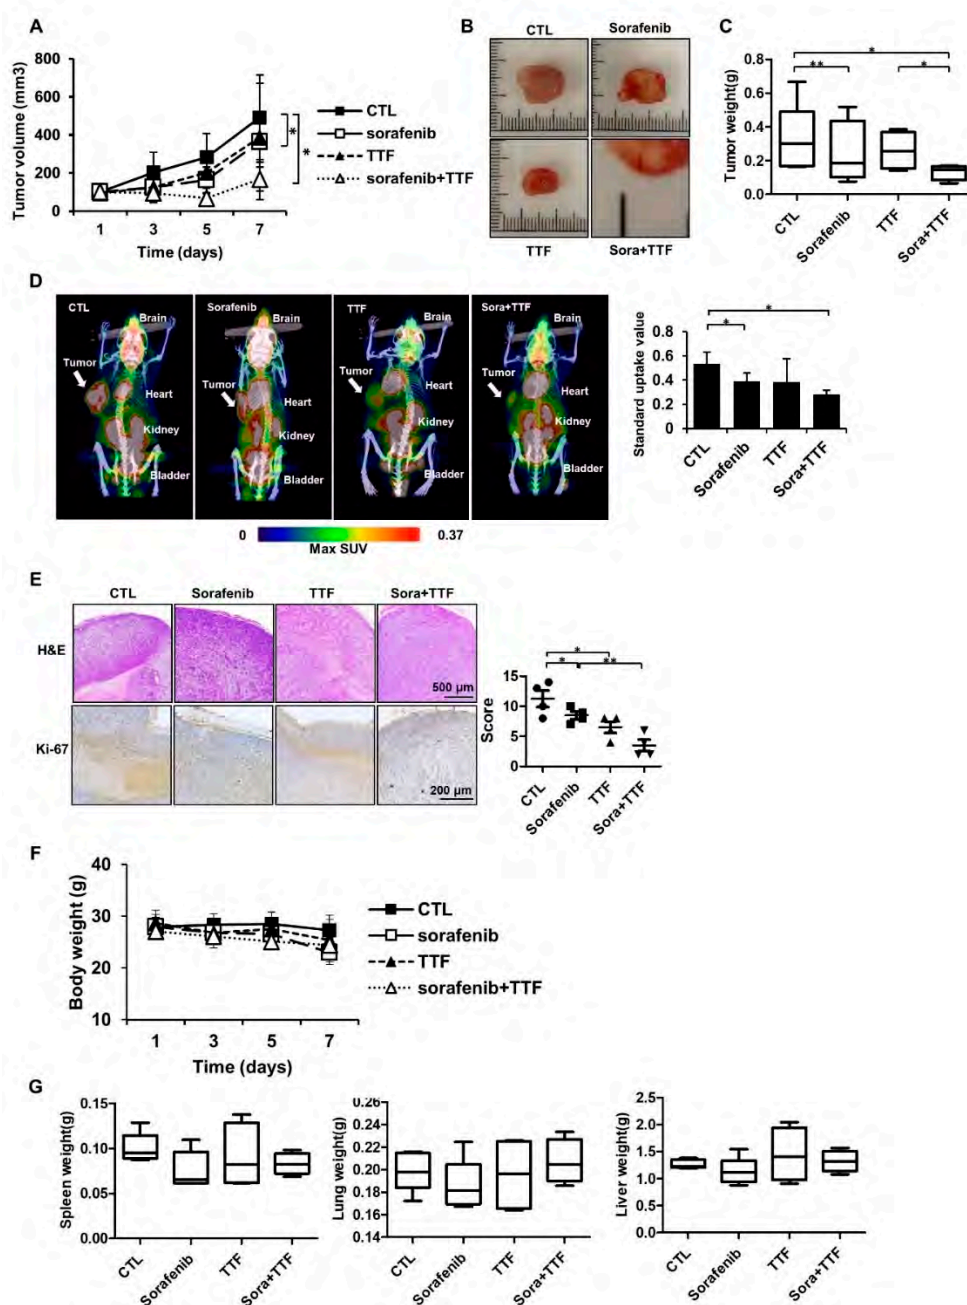 A
Tumor volume (mm3)
800
600
400
200
0
1 3 5 7
Time (days)
CTL
sorafenib
TTF
sorafenib+TTF
*
*
B
CTL Sorafenib
TTF Sora+TTF
C
Tumor weight(g)
0.8
0.6
0.4
0.2
0.0
* 
** *
CTL Sorafenib TTF Sora+TTF
D
CTL
Brain
Tumor
Heart
Kidney
Bladder
Sorafenib
Brain
Tumor
Heart
Kidney
Bladder
TTF
Brain
Tumor
Heart
Kidney
Bladder
Sora+TTF
Brain
Tumor
Heart
Kidney
Bladder
0 0.37
Max SUV
Standard uptake value
0.8
0.6
0.4
0.2
0
*
*
CTL Sorafenib TTF Sora+TTF
E
CTL Sorafenib TTF Sora+TTF
H&E
500 µm
Ki-67
200 µm
Score
15
10
5
0
*
* **
CTL Sorafenib TTF Sora+TTF
F
Body weight (g)
40
30
20
10
1 3 5 7
Time (days)
CTL
sorafenib
TTF
sorafenib+TTF
G
Spleen weight(g)
0.15
0.10
0.05
0.00
CTL Sorafenib TTF Sora+TTF
Lung weight(g)
0.26
0.24
0.22
0.20
0.18
0.16
0.14
CTL Sorafenib TTF Sora+TTF
Liver weight(g)
2.5
2.0
1.5
1.0
0.5
0.0
CTL Sorafenib TTF Sora+TTF